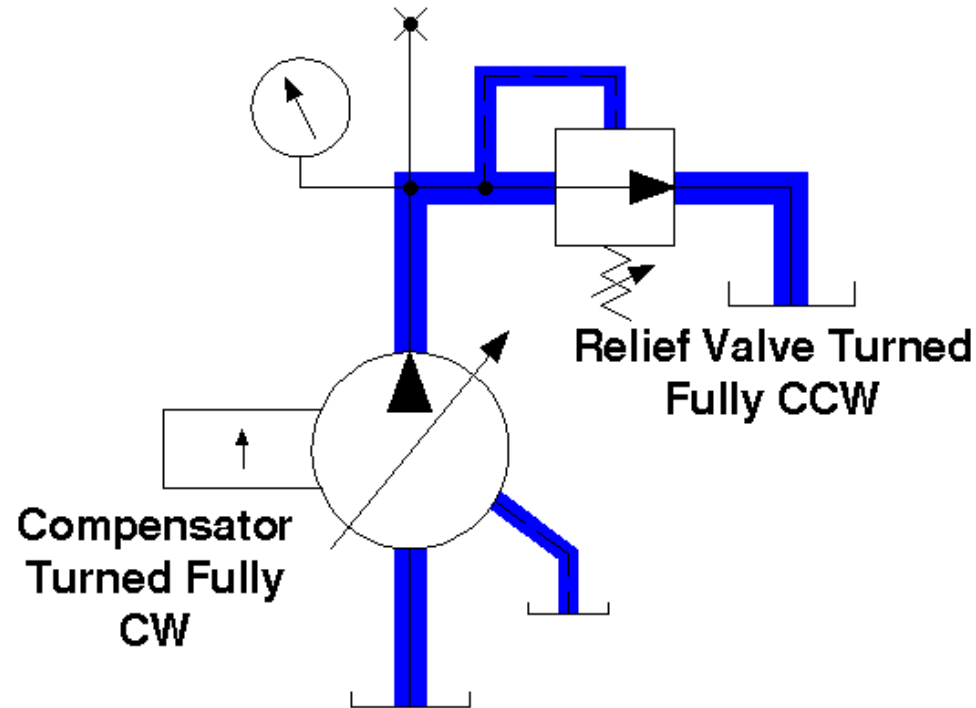 Relief Valve Turned
Fully CCW
Compensator
Turned Fully
CW